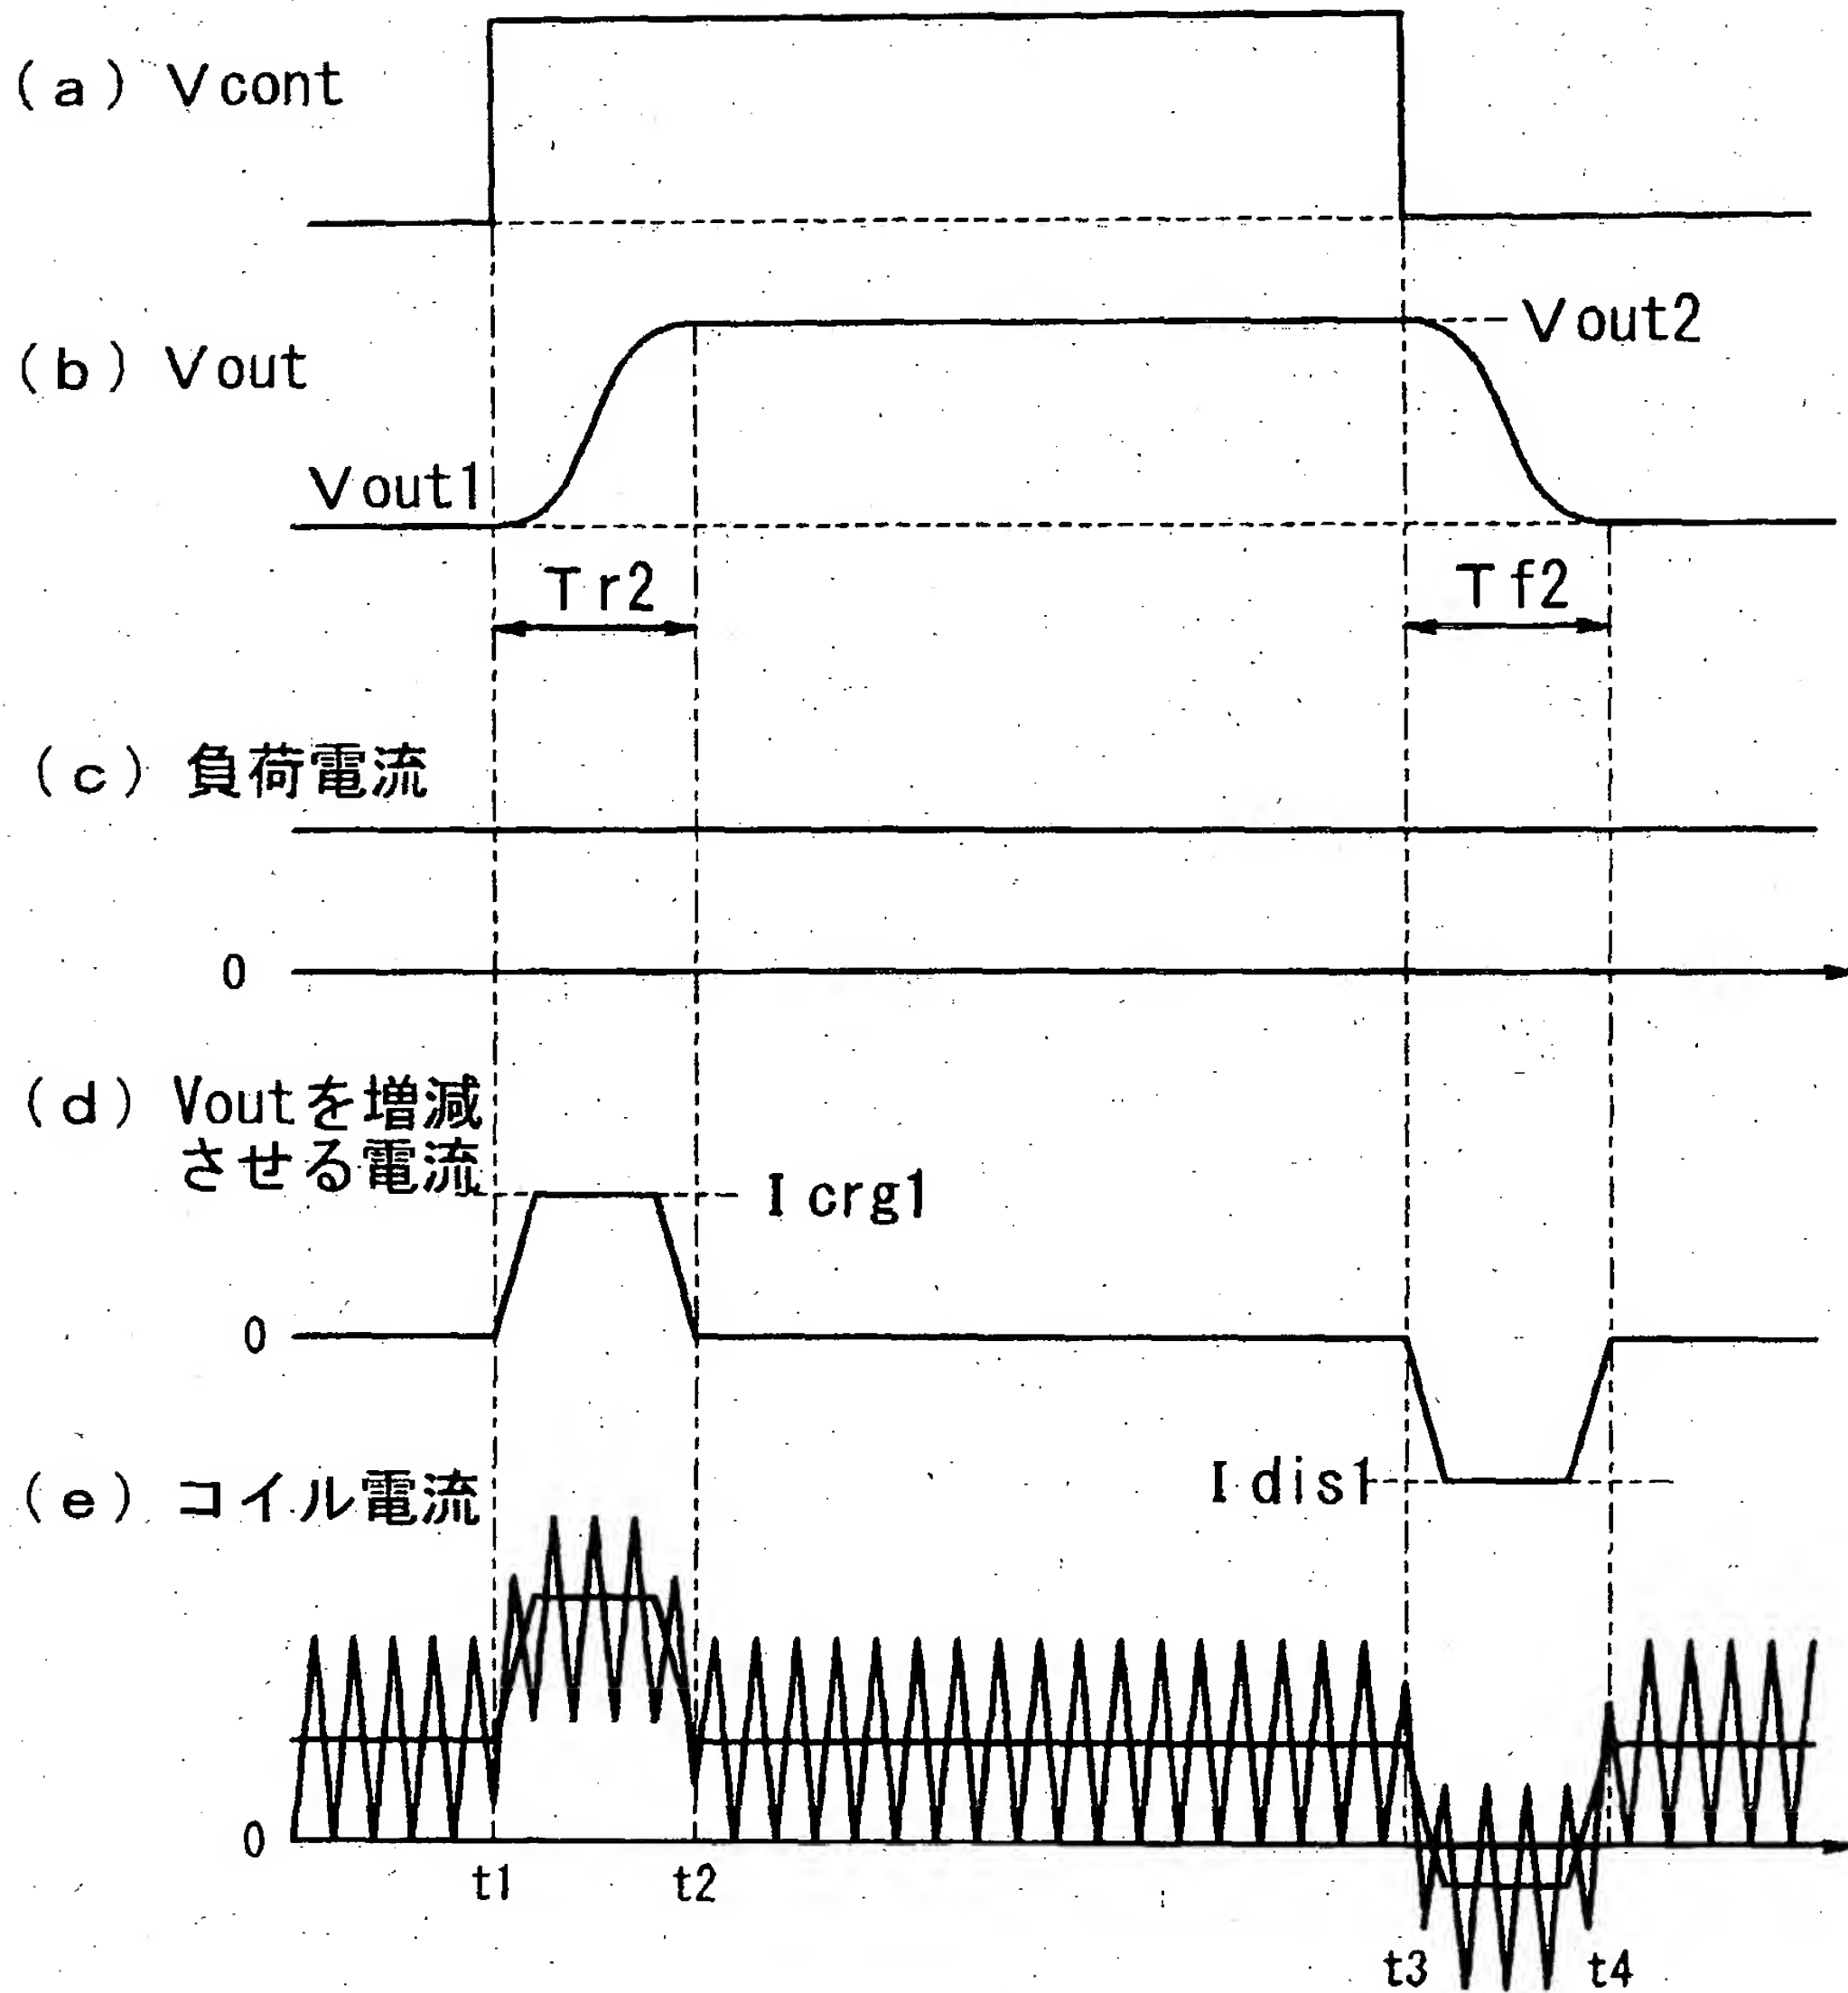 (a) Vcont
Vout2
(b) Vout
Vout1
Tr2
Tf2
(c) 負荷電流
0
(d) Voutを増減
させる電流
Icrg1
0
Idis1
(e) コイル電流
0
t1
t2
t3
t4